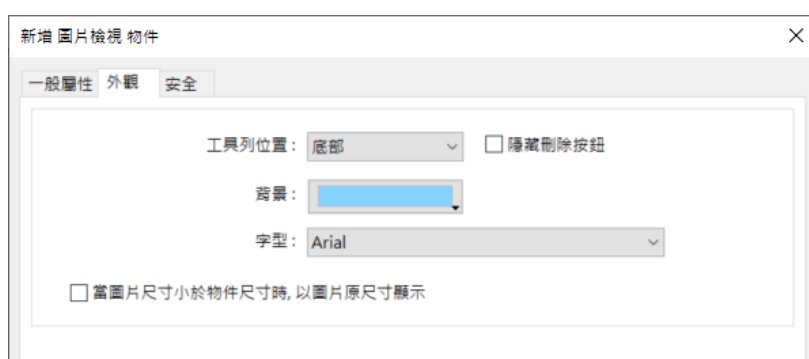 新增 圖片檢視 物件
一般屬性 外觀 安全
工具列位置： 底部 隱藏刪除按鈕
背景：
字型： Arial
當圖片尺寸小於物件尺寸時, 以圖片原尺寸顯示